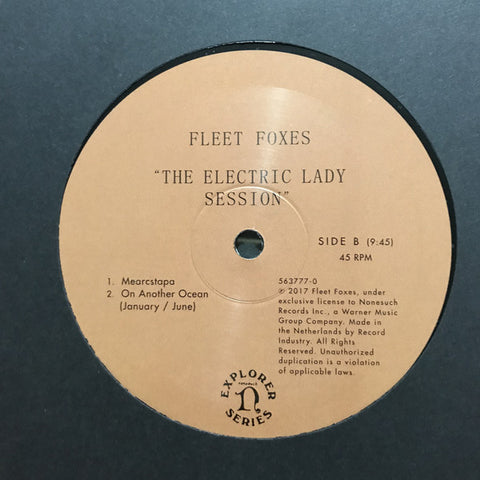 FLEET FOXES
"THE ELECTRIC LADY
SESSION"
SIDE B (9:45)
45 RPM
1. Mearcstapa
2. On Another Ocean
(January / June)
563777-0
℗ 2017 Fleet Foxes, under
exclusive license to Nonesuch
Records Inc., a Warner Music
Group Company. Made in
the Netherlands by Record
Industry. All Rights
Reserved. Unauthorized
duplication is a violation
of applicable laws.
EXPLORER
nonesuch
n
SERIES